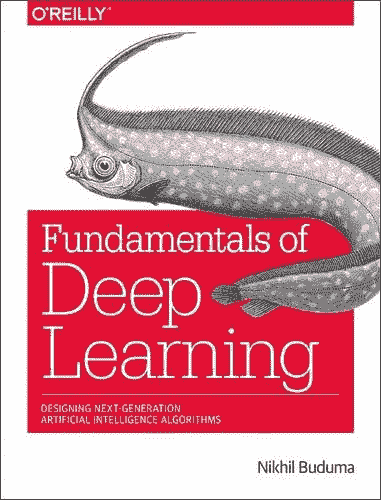 O'REILLY®
Fundamentals of
Deep
Learning
DESIGNING NEXT-GENERATION
ARTIFICIAL INTELLIGENCE ALGORITHMS
Nikhil Buduma